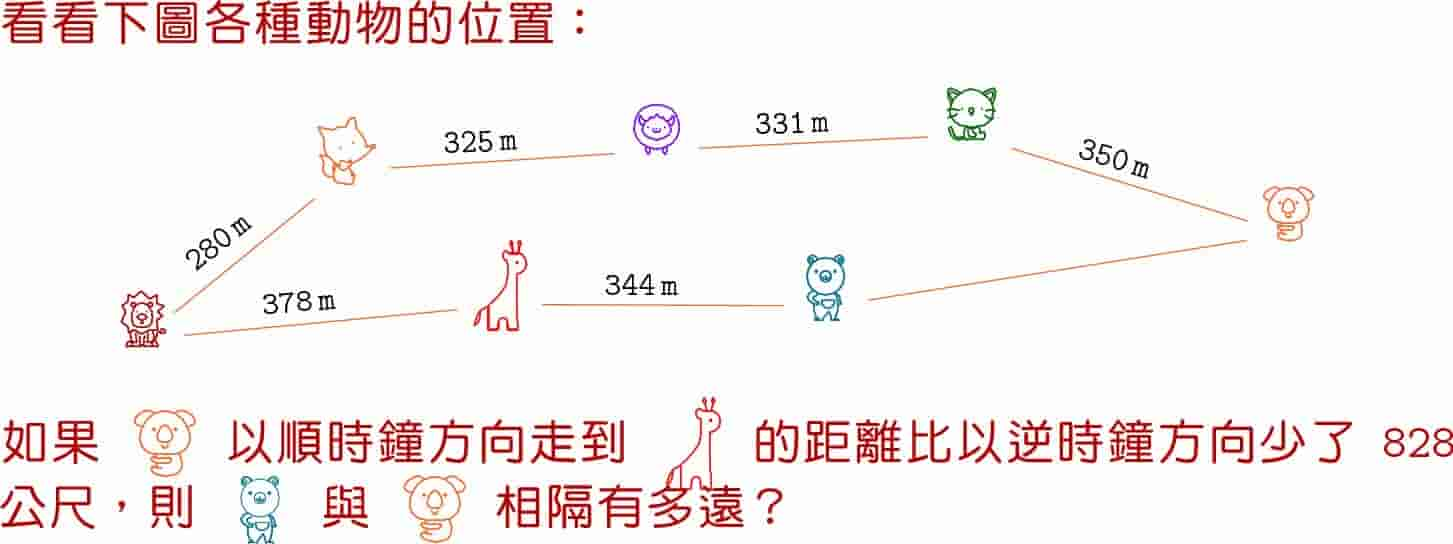 看看下圖各種動物的位置：
325 m
331 m
350 m
280 m
378 m
344 m
如果 以順時鐘方向走到 的距離比以逆時鐘方向少了 828
公尺，則 與 相隔有多遠？